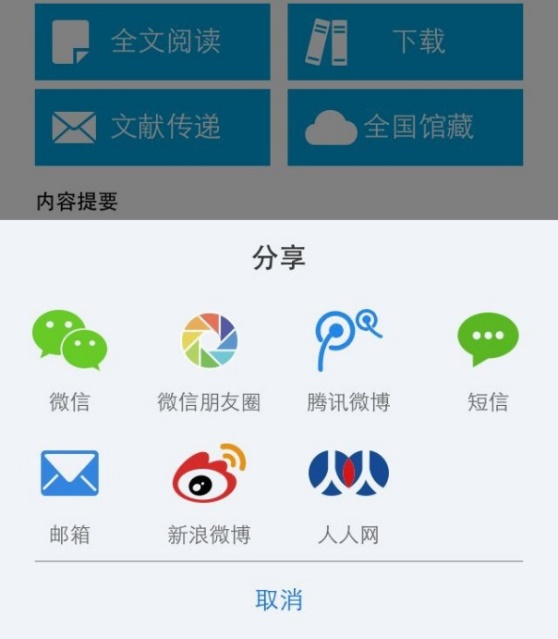 全文阅读 下载
文献传递 全国馆藏
内容提要
分享
微信 微信朋友圈 腾讯微博 短信
邮箱 新浪微博 人人网
取消